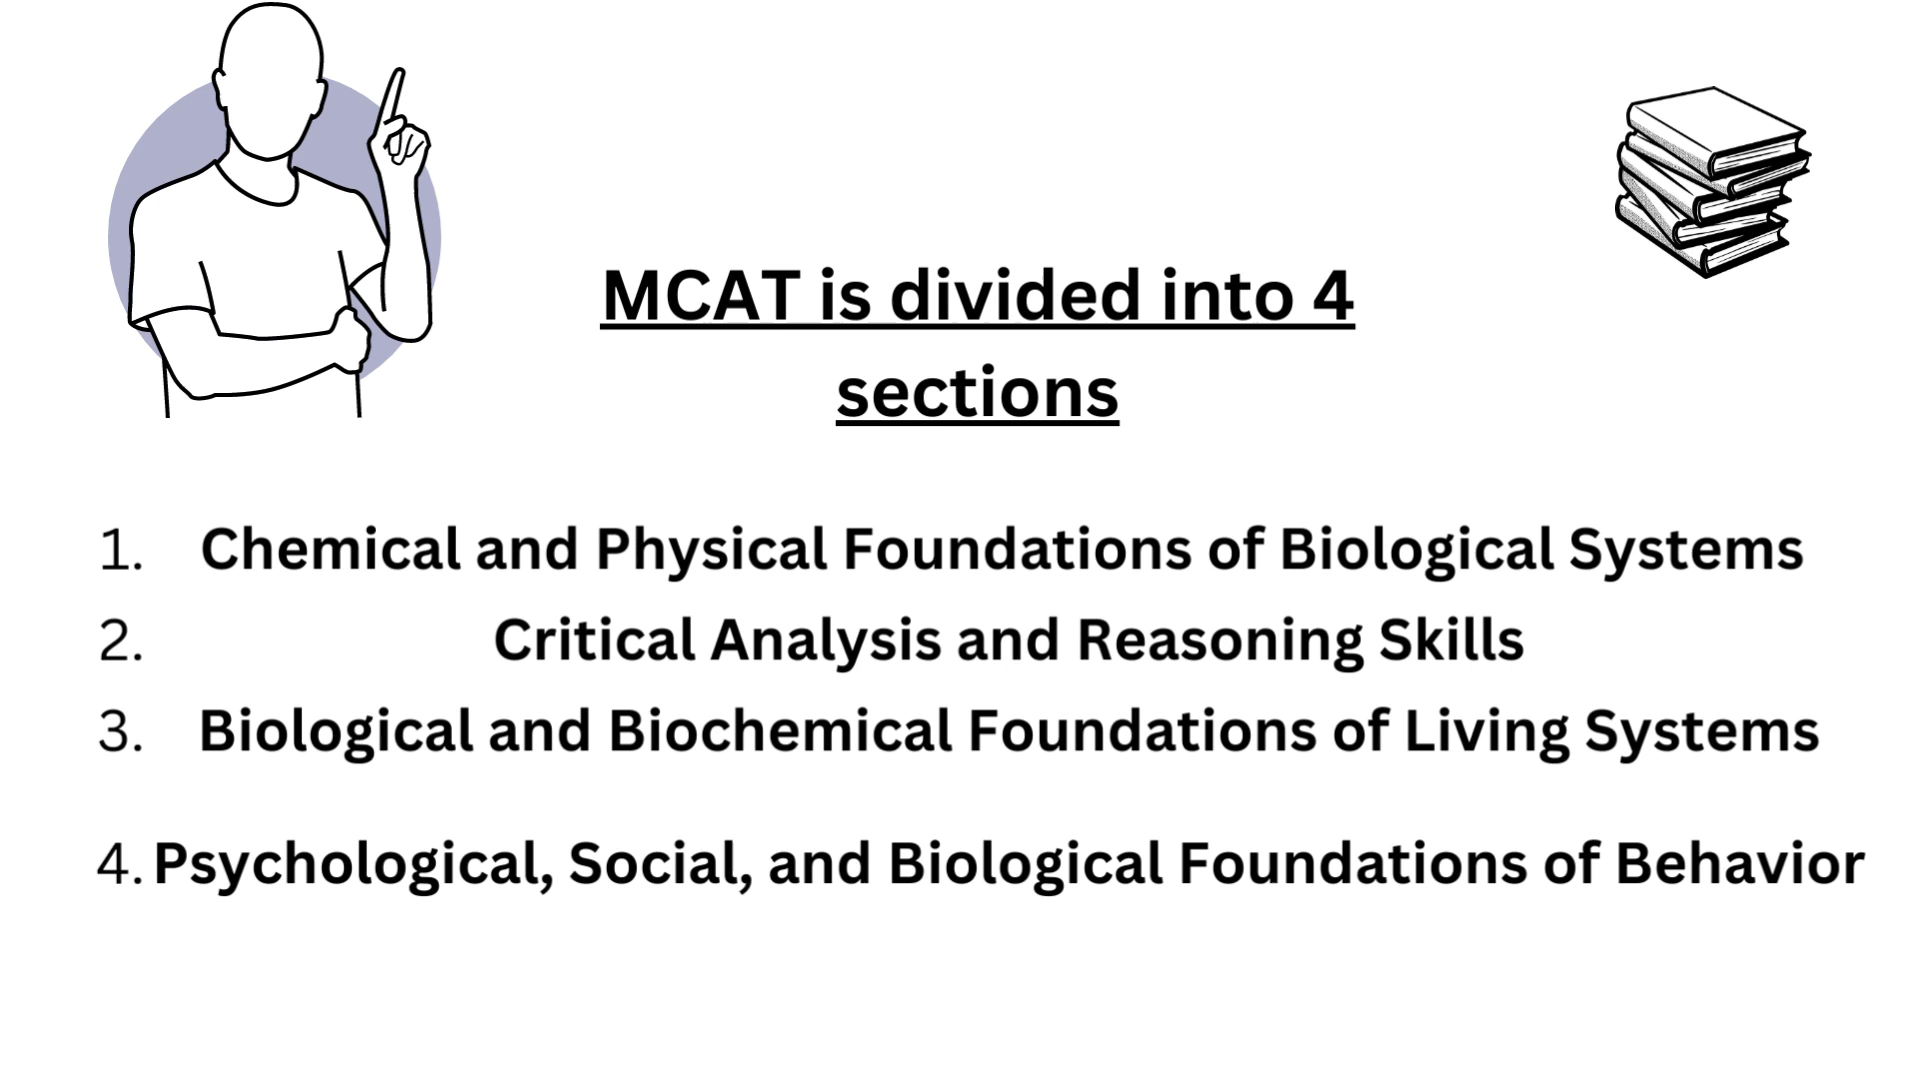 MCAT is divided into 4
sections
1. Chemical and Physical Foundations of Biological Systems
2. Critical Analysis and Reasoning Skills
3. Biological and Biochemical Foundations of Living Systems
4. Psychological, Social, and Biological Foundations of Behavior